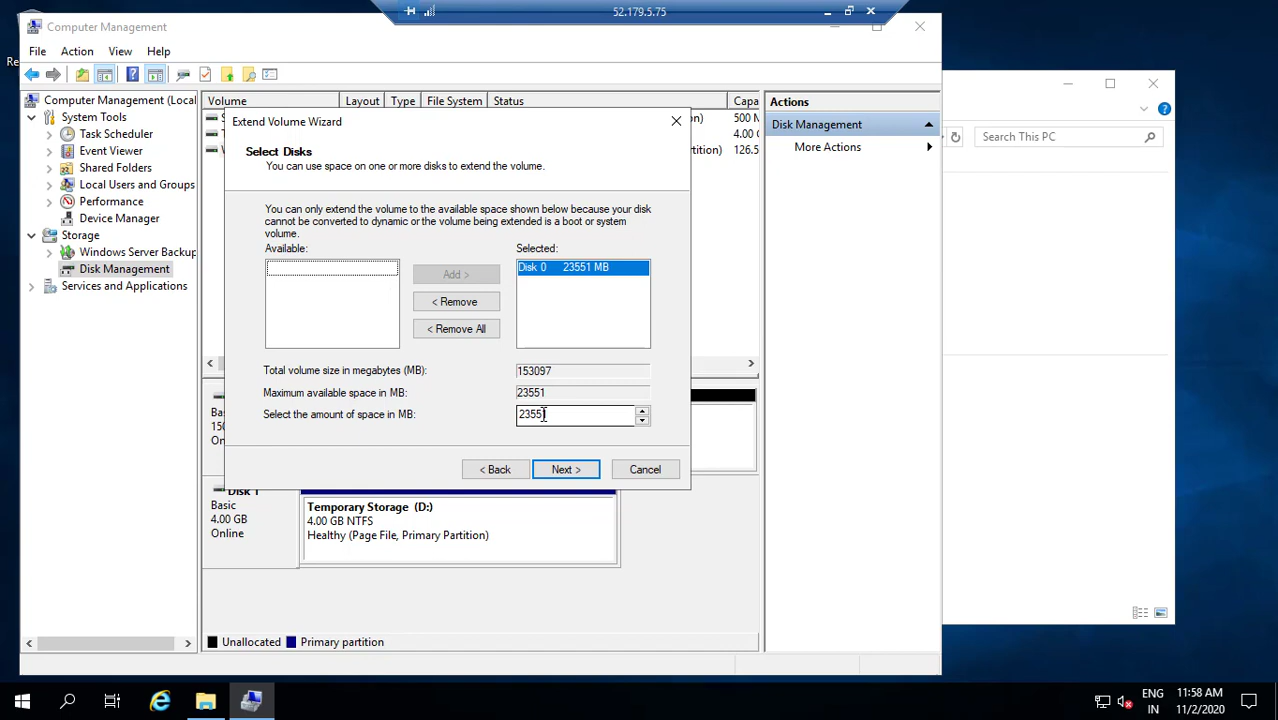 52.179.5.75
Computer Management
File Action View Help
Volume Layout Type File System Status Capa
Actions
Computer Management (Local
System Tools
Task Scheduler
Event Viewer
Shared Folders
Local Users and Groups
Performance
Device Manager
Storage
Windows Server Backup
Disk Management
Services and Applications
on) 500 M
4.00 G
rtition) 126.5
Disk Management
More Actions
Search This PC
Extend Volume Wizard
Select Disks
You can use space on one or more disks to extend the volume.
You can only extend the volume to the available space shown below because your disk
cannot be converted to dynamic or the volume being extended is a boot or system
volume.
Available: Selected:
Disk 0 23551 MB
Add >
< Remove
< Remove All
Total volume size in megabytes (MB): 153097
Maximum available space in MB: 23551
Select the amount of space in MB: 23551
< Back Next > Cancel
Ba
150
On
Disk 1
Basic
4.00 GB
Online
Temporary Storage (D:)
4.00 GB NTFS
Healthy (Page File, Primary Partition)
Unallocated Primary partition
ENG
IN
11:58 AM
11/2/2020